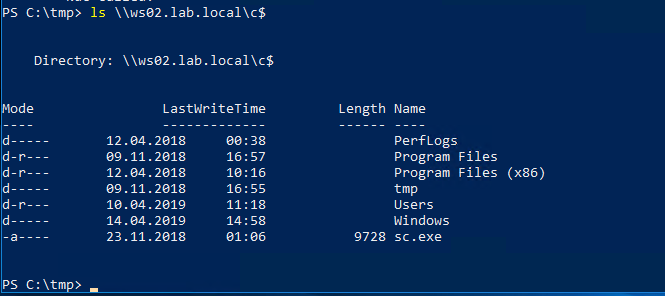 PS C:\tmp> ls \\ws02.lab.local\c$
Directory: \\ws02.lab.local\c$
Mode LastWriteTime Length Name
---- ------------- ------ ----
d----- 12.04.2018 00:38 PerfLogs
d-r--- 09.11.2018 16:57 Program Files
d-r--- 12.04.2018 10:16 Program Files (x86)
d----- 09.11.2018 16:55 tmp
d-r--- 10.04.2019 11:18 Users
d----- 14.04.2019 14:58 Windows
-a---- 23.11.2018 01:06 9728 sc.exe
PS C:\tmp>